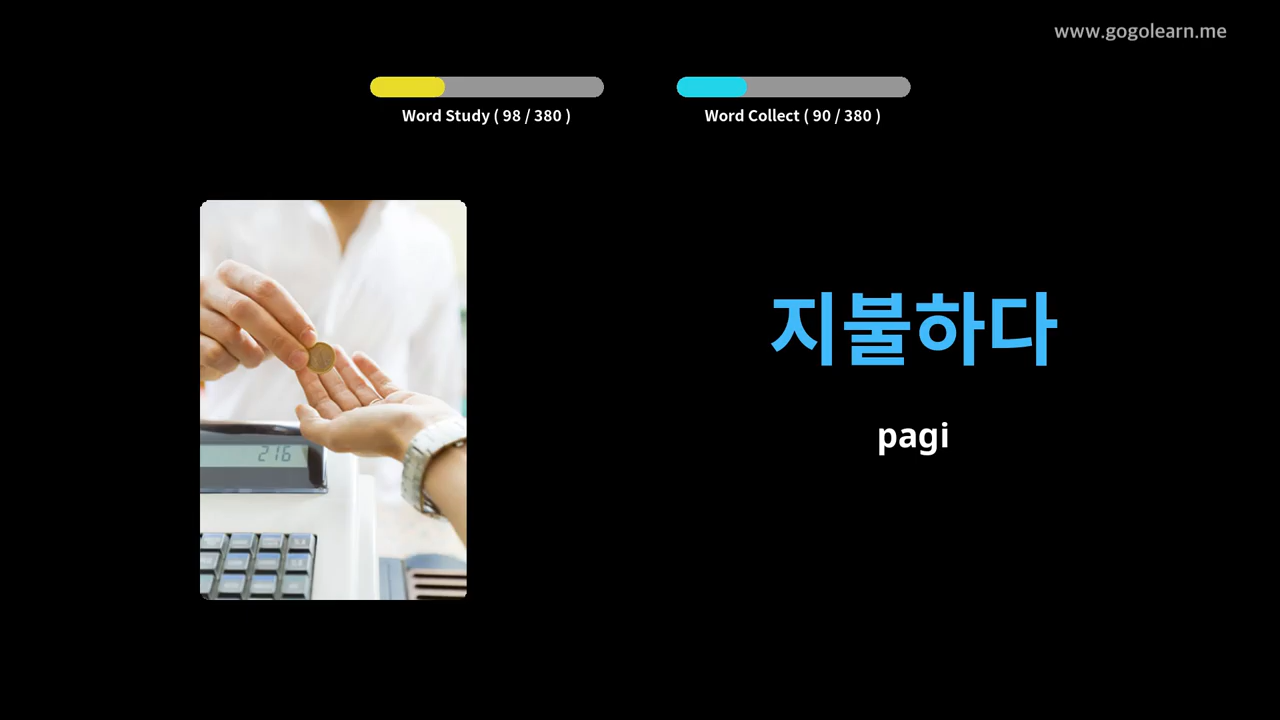 www.gogolearn.me
Word Study ( 98 / 380 )
Word Collect ( 90 / 380 )
216
지불하다
pagi